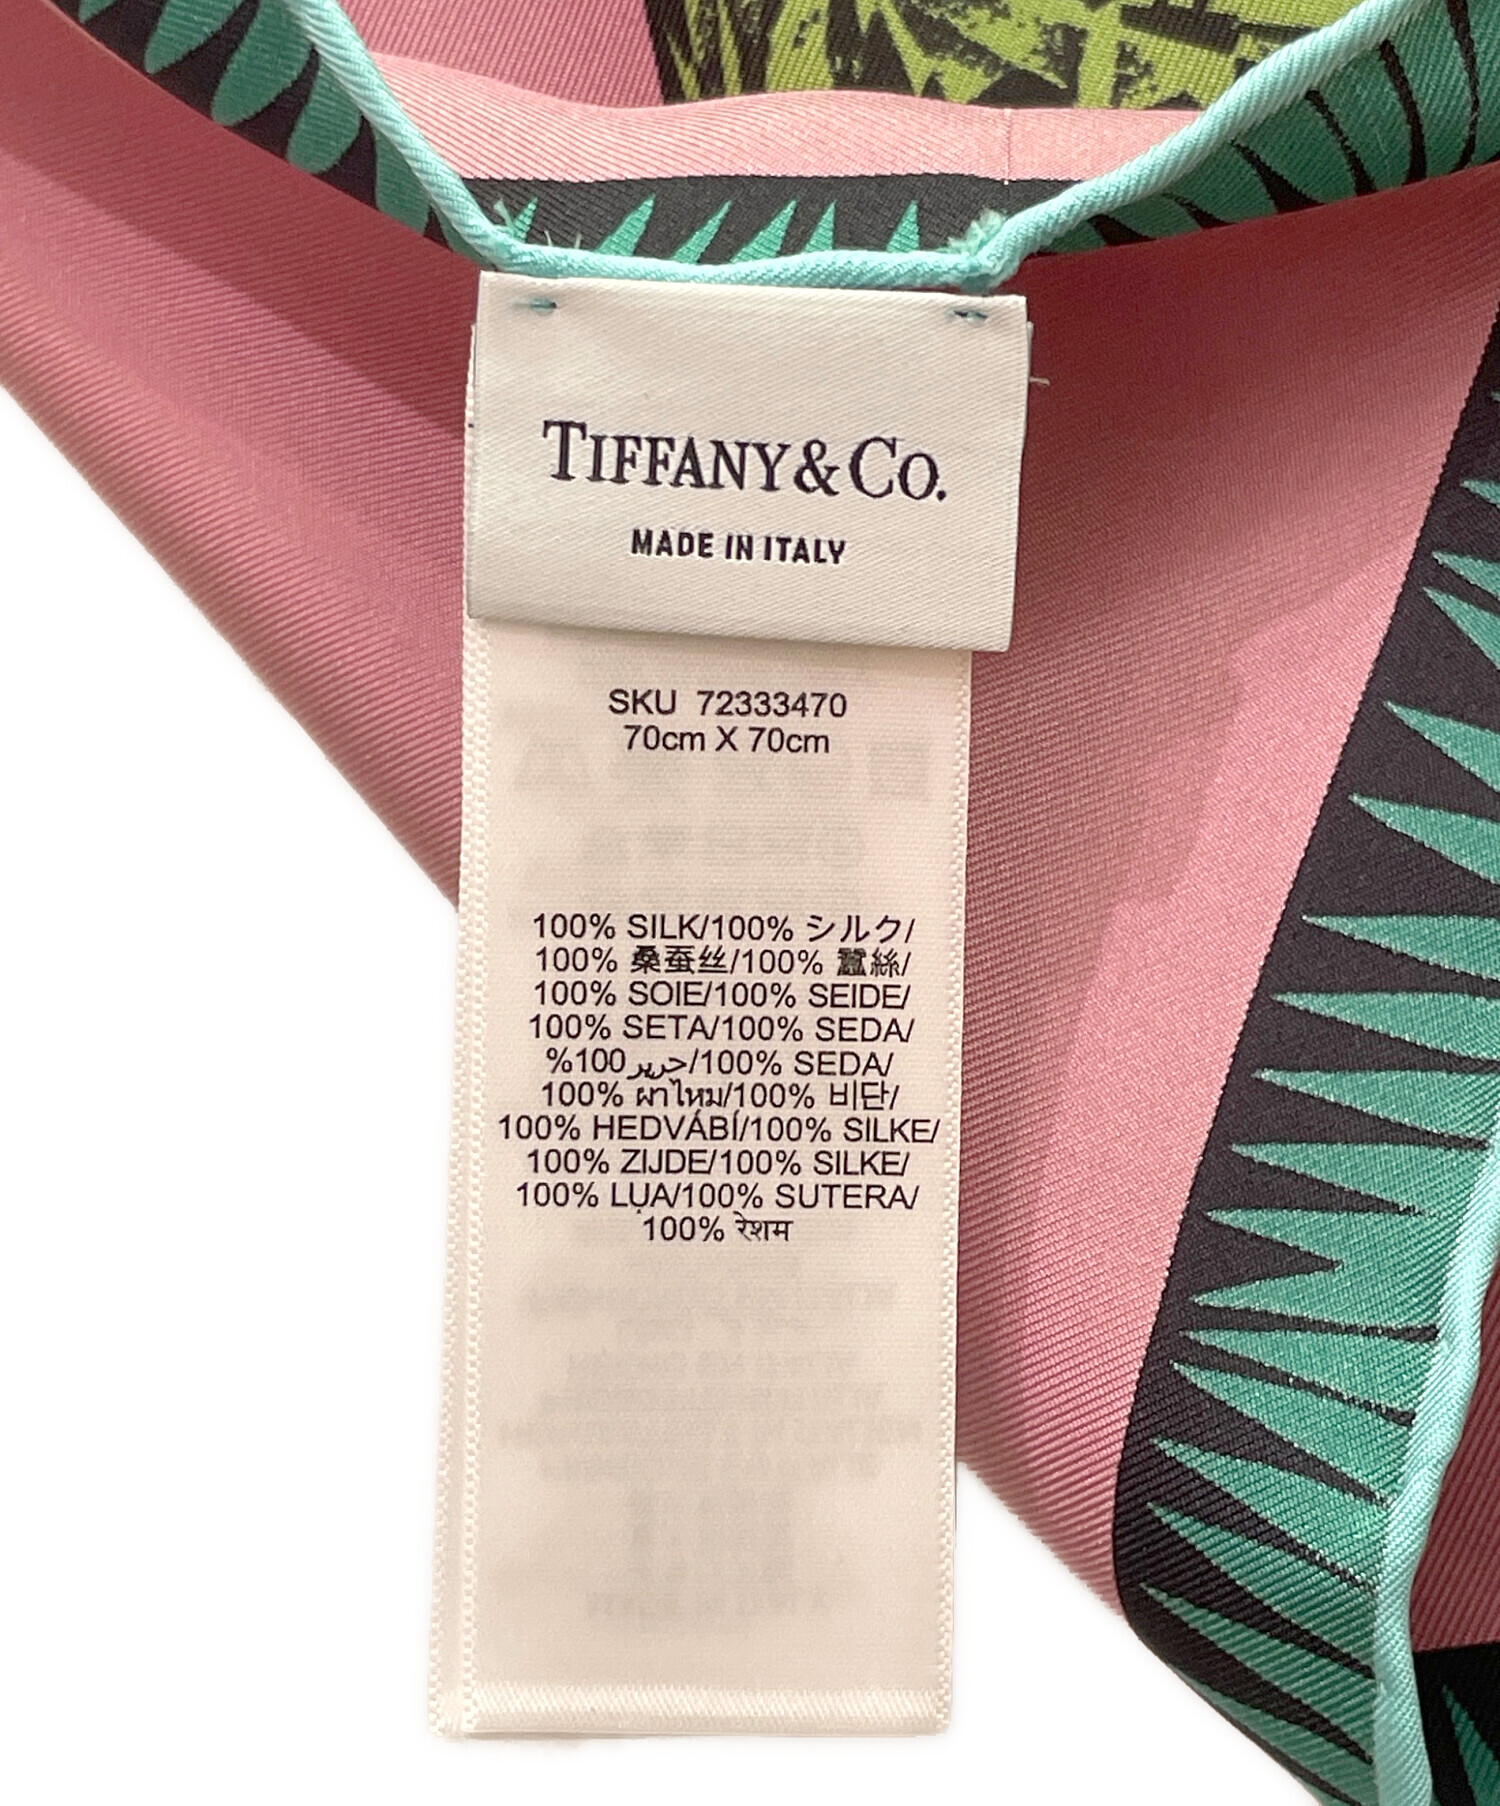 TIFFANY & CO.
MADE IN ITALY
SKU 72333470
70cm X 70cm
100% SILK/100% シルク/
100% 桑蚕丝/100% 蠶絲/
100% SOIE/100% SEIDE/
100% SETA/100% SEDA/
%100 حرير/100% SEDA/
100% ผ้าไหม/100% 비단/
100% HEDVÁBÍ/100% SILKE/
100% ZIJDE/100% SILKE/
100% LỤA/100% SUTERA/
100% रेशम